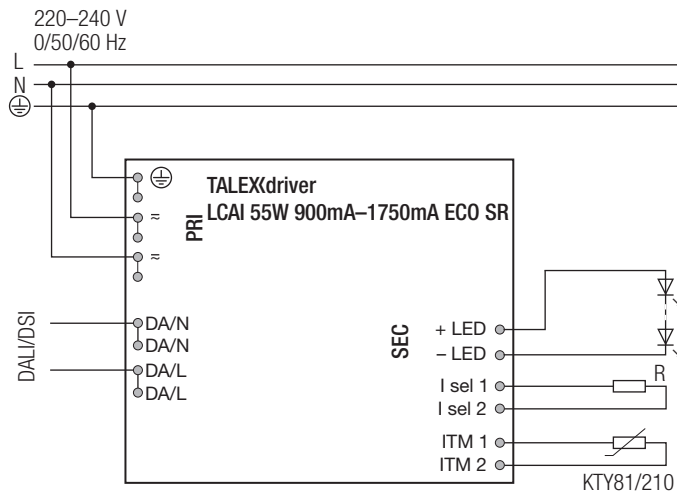 220–240 V
0/50/60 Hz
L
N
TALEXXdriver
LCAI 55W 900mA–1750mA ECO SR
PRI
≂
≂
DALI/DSI
DA/N
DA/N
DA/L
DA/L
SEC
+ LED
– LED
I sel 1
I sel 2
R
ITM 1
ITM 2
KTY81/210